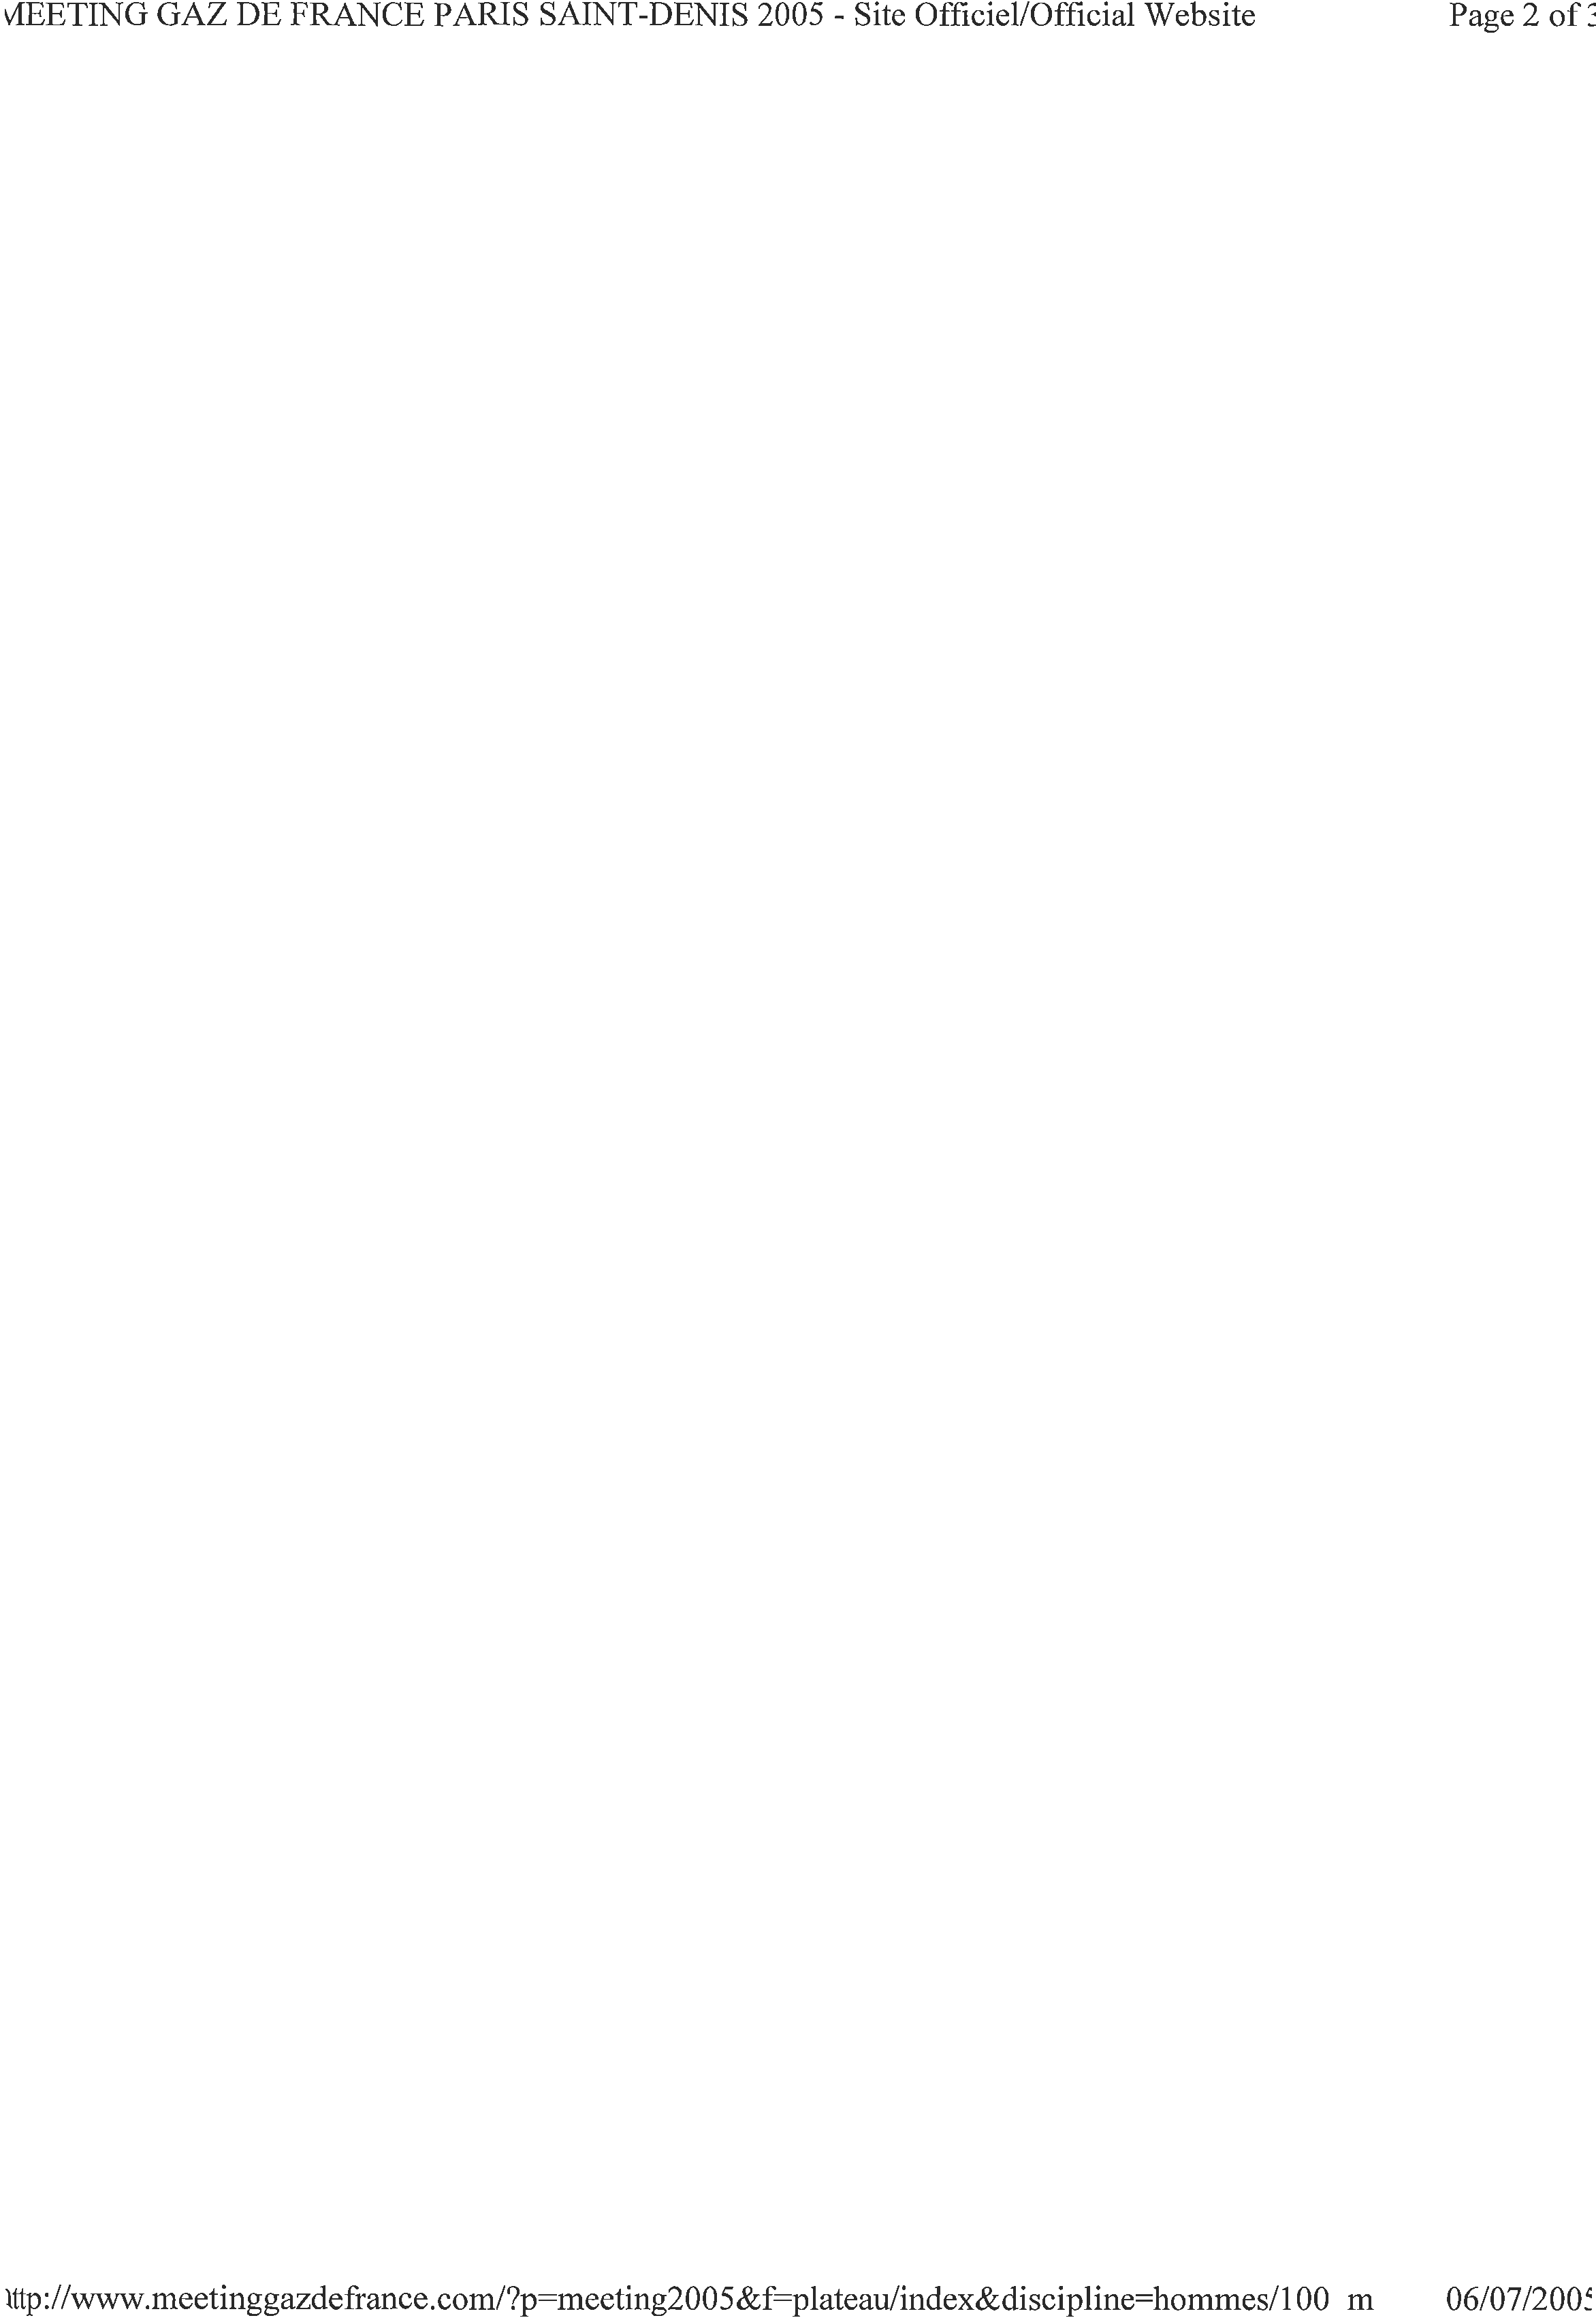 MEETING GAZ DE FRANCE PARIS SAINT-DENIS 2005 - Site Officiel/Official Website Page 2 of 3
http://www.meetinggazdefrance.com/?p=meeting2005&f=plateau/index&discipline=hommes/100 m 06/07/2005